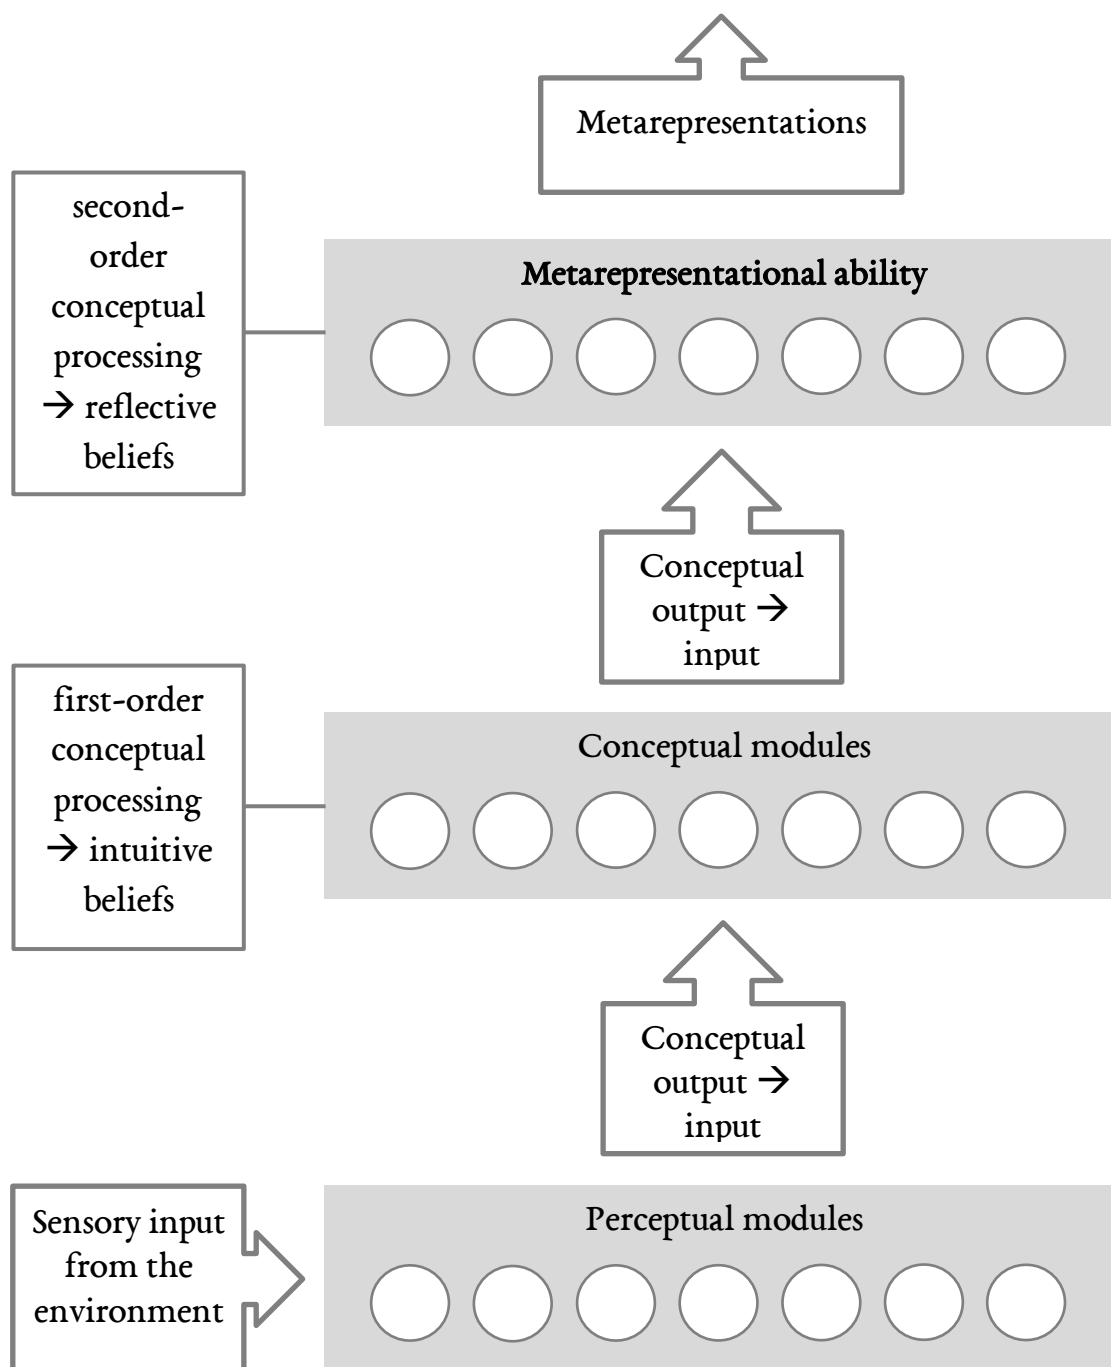 Metarepresentations
second-
order
conceptual
processing
→ reflective
beliefs
Metarepresentational ability
Conceptual
output →
input
first-order
conceptual
processing
→ intuitive
beliefs
Conceptual modules
Conceptual
output →
input
Sensory input
from the
environment
Perceptual modules